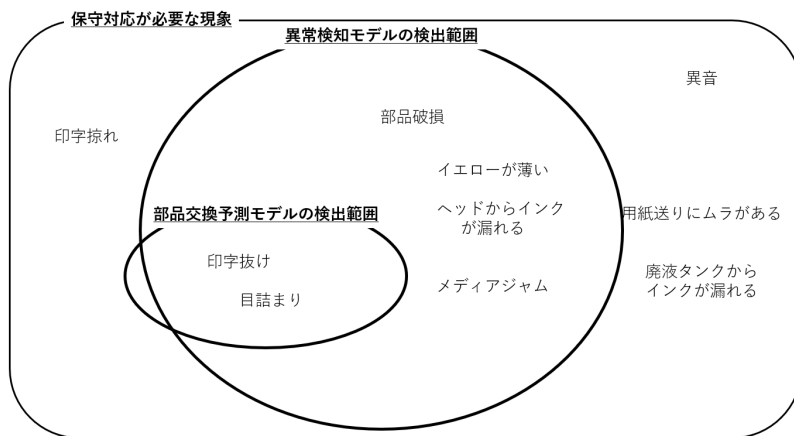 保守対応が必要な現象
異常検知モデルの検出範囲
異音
部品破損
印字掠れ
イエローが薄い
ヘッドからインク
が漏れる
用紙送りにムラがある
部品交換予測モデルの検出範囲
印字抜け
目詰まり
メディアジャム
廃液タンクから
インクが漏れる